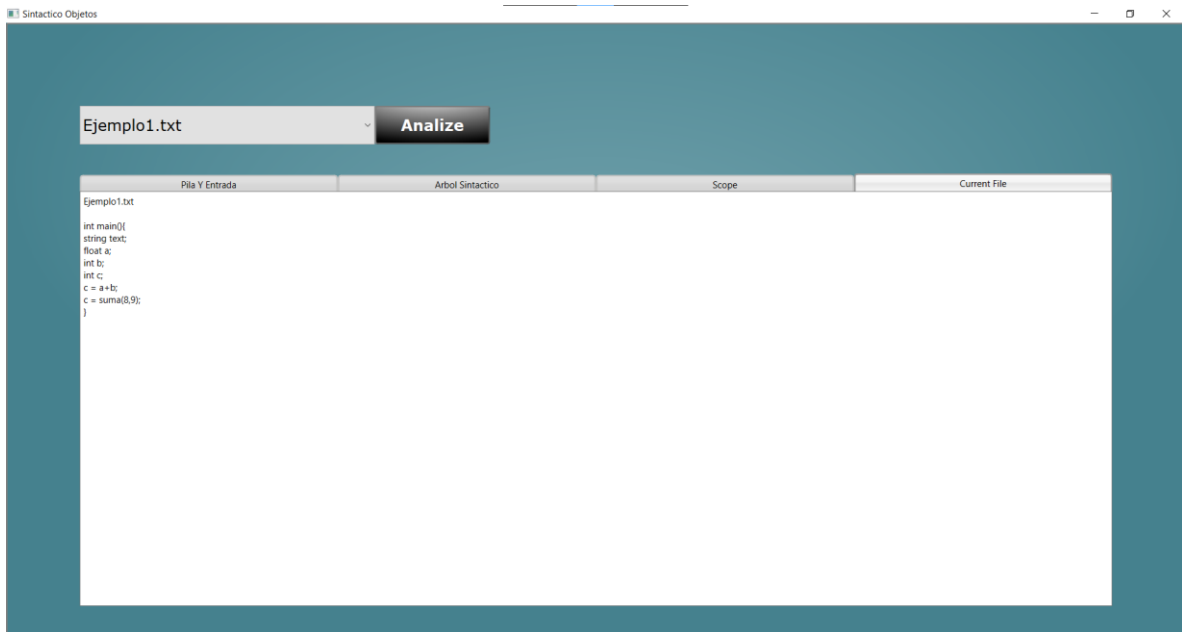 Sintactico Objetos
Ejemplo1.txt
Analize
Pila Y Entrada
Arbol Sintactico
Scope
Current File
Ejemplo1.txt
int main(){
string text;
float a;
int b;
int c;
c = a+b;
c = suma(8,9);
}